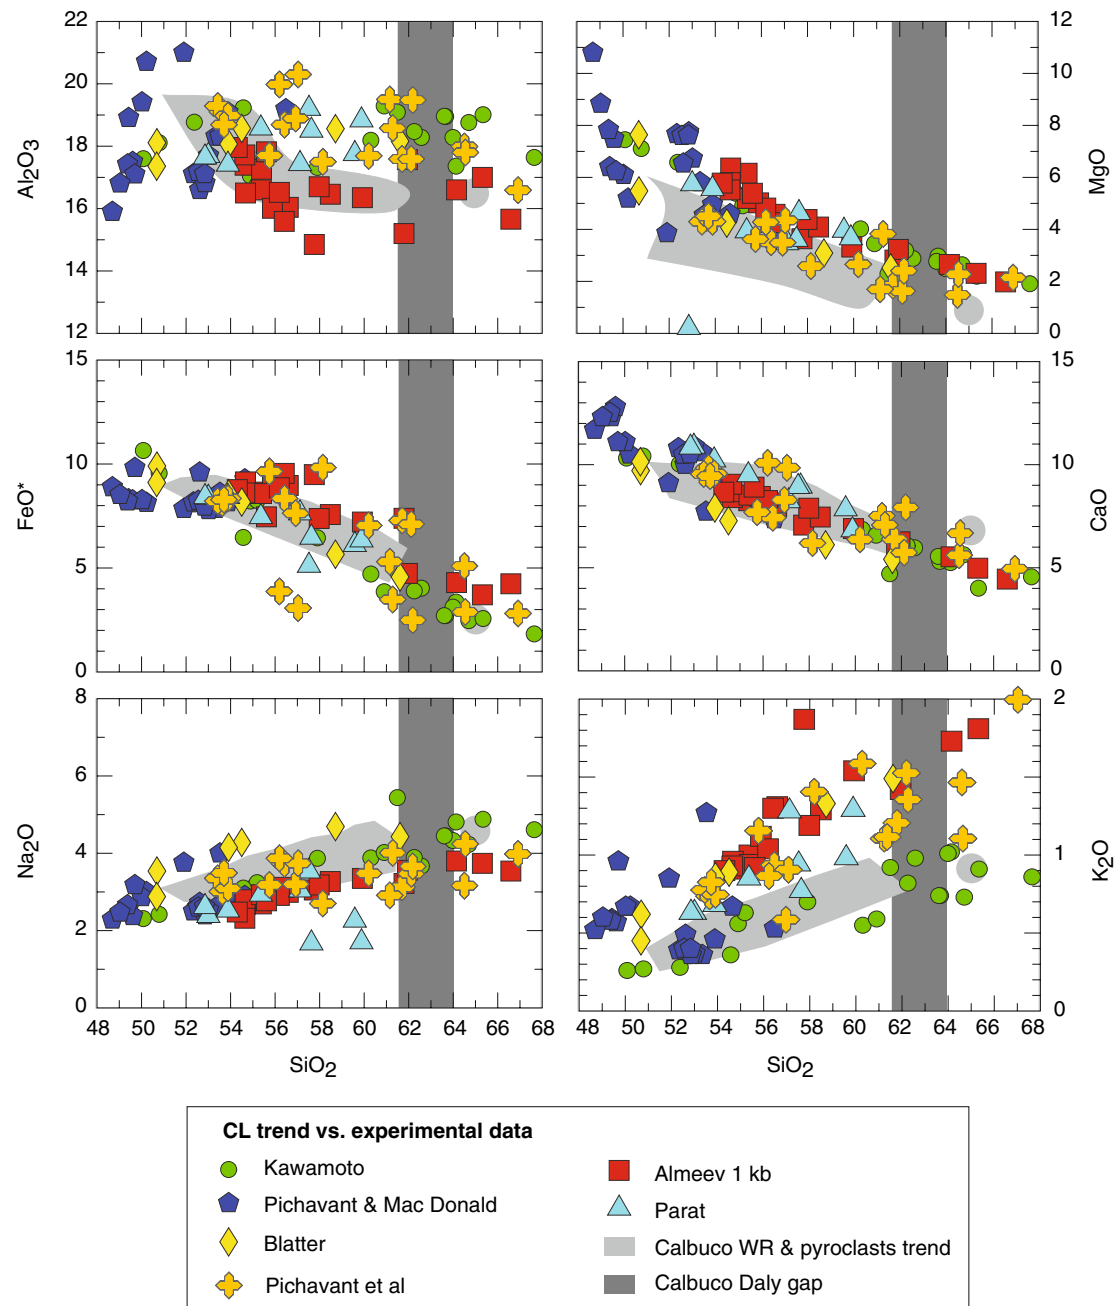 22
20
18
16
14
12
Al2O3
12
10
8
6
4
2
0
MgO
15
10
5
0
FeO*
15
10
5
0
CaO
8
6
4
2
0
Na2O
2
1
0
K2O
48 50 52 54 56 58 60 62 64 66 68
SiO2
48 50 52 54 56 58 60 62 64 66 68
SiO2
CL trend vs. experimental data
Kawamoto
Pichavant & Mac Donald
Blatter
Pichavant et al
Almeev 1 kb
Parat
Calbuco WR & pyroclasts trend
Calbuco Daly gap